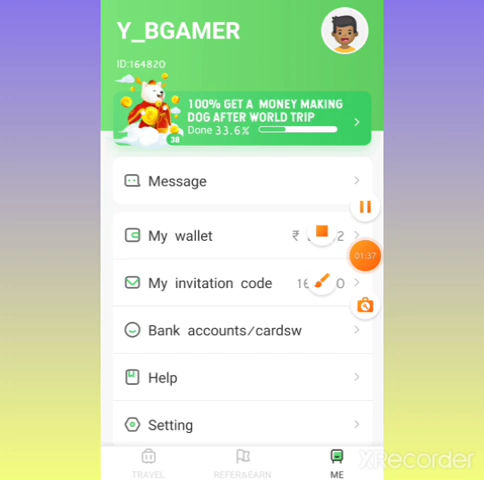 Y_BGAMER
ID:164820
100% GET A MONEY MAKING
DOG AFTER WORLD TRIP
Done 33.6%
38
Message
My wallet ₹
My invitation code
01:37
Bank accounts/cardsw
Help
Setting
TRAVEL REFER&EARN ME
XRecorder